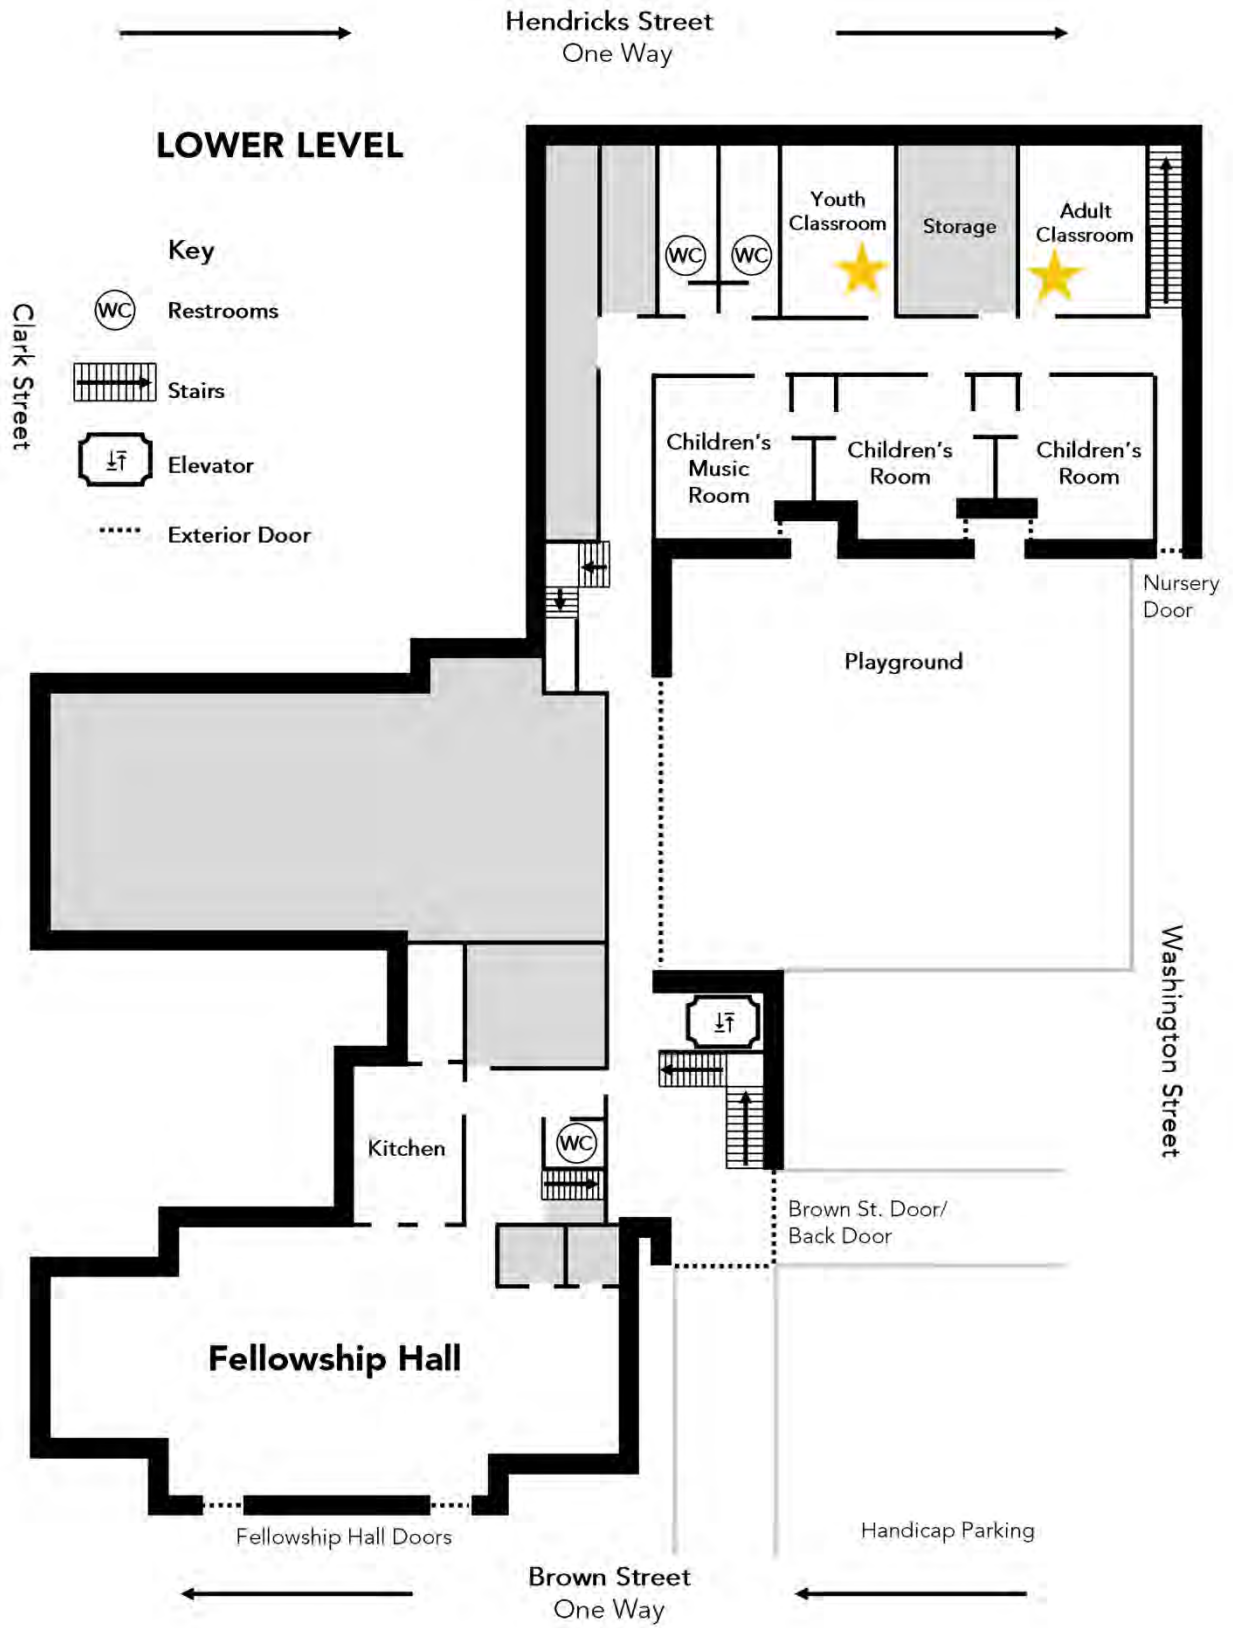 Hendricks Street
One Way
LOWER LEVEL
Key
WC Restrooms
Stairs
Elevator
Exterior Door
Clark Street
WC
WC
Youth
Classroom
Storage
Adult
Classroom
Children's
Music
Room
Children's
Room
Children's
Room
Nursery
Door
Playground
Washington Street
Kitchen
WC
Brown St. Door/
Back Door
Fellowship Hall
Fellowship Hall Doors
Handicap Parking
Brown Street
One Way